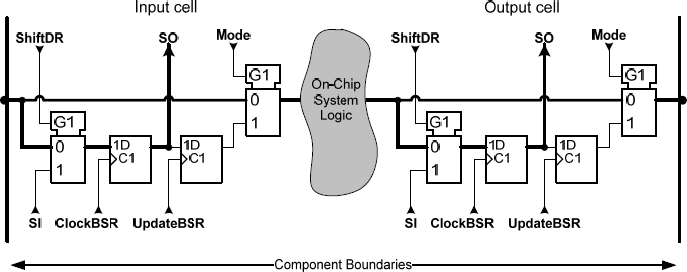 Input cell
Output cell
ShiftDR
SO
Mode
ShiftDR
SO
Mode
G1
On-Chip
System
Logic
G1
0
1
0
1
G1
0
1
1D
C1
1D
C1
G1
0
1
1D
C1
1D
C1
SI
ClockBSR
UpdateBSR
SI
ClockBSR
UpdateBSR
Component Boundaries